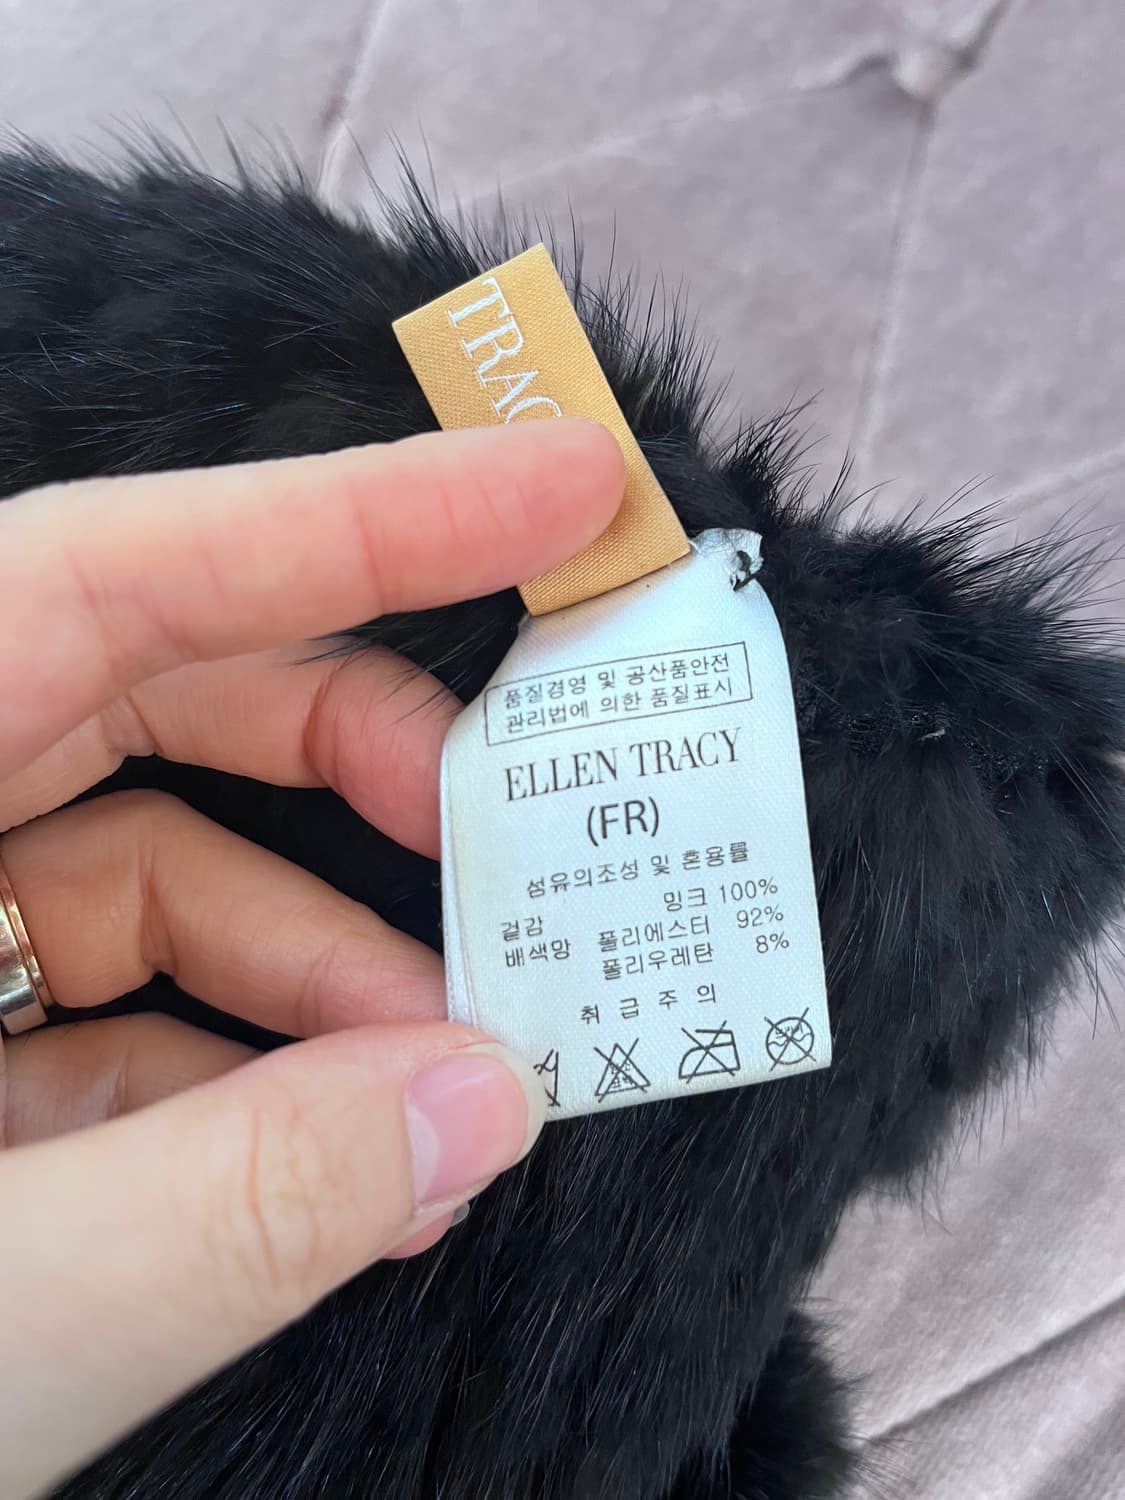 TRAC
품질경영 및 공산품안전
관리법에 의한 품질표시
ELLEN TRACY
(FR)
섬유의조성 및 혼용률
겉감 밍크 100%
배색망 폴리에스터 92%
폴리우레탄 8%
취급주의